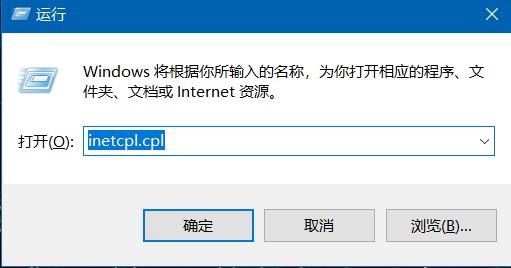 运行
Windows 将根据你所输入的名称，为你打开相应的程序、文
件夹、文档或 Internet 资源。
打开(O): inetcpl.cpl
确定 取消 浏览(B)...